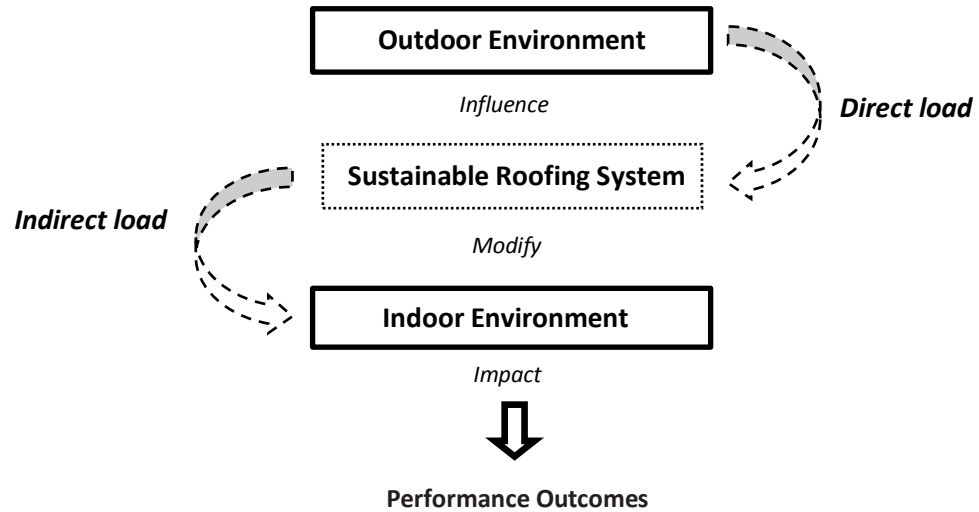 Outdoor Environment
Influence
Direct load
Sustainable Roofing System
Indirect load
Modify
Indoor Environment
Impact
Performance Outcomes